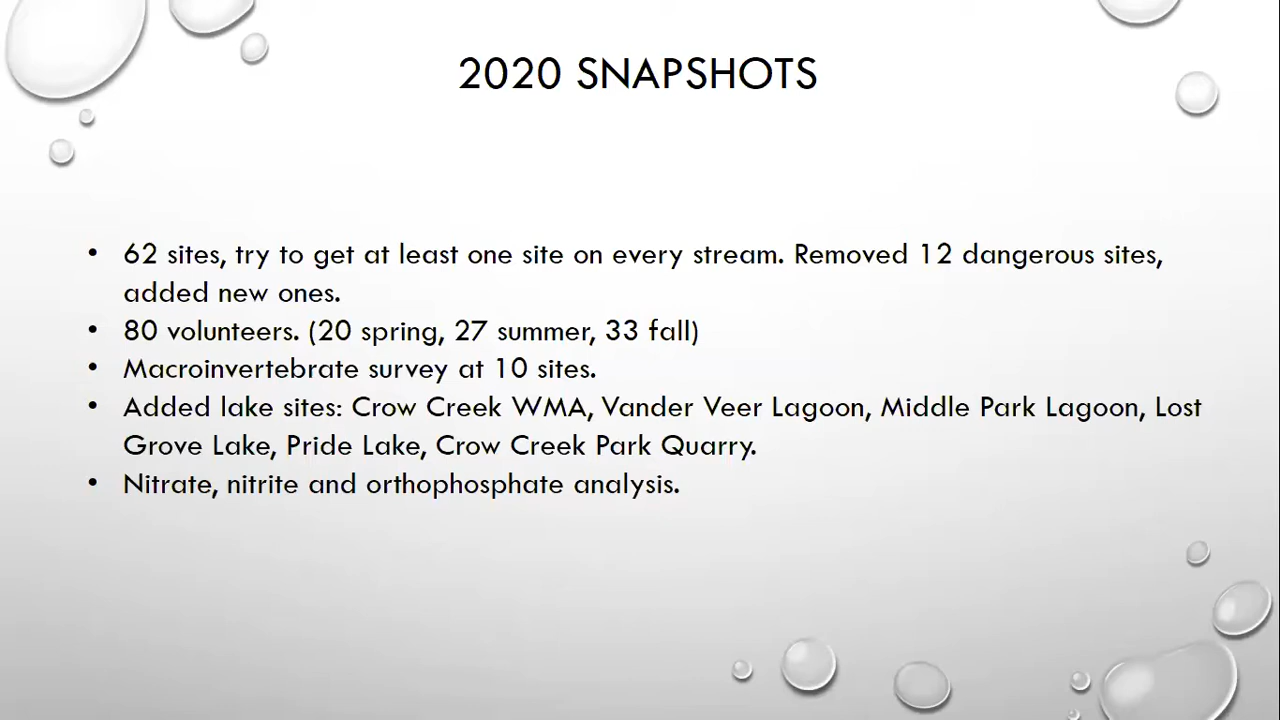 2020 SNAPSHOTS
• 62 sites, try to get at least one site on every stream. Removed 12 dangerous sites,
added new ones.
• 80 volunteers. (20 spring, 27 summer, 33 fall)
• Macroinvertebrate survey at 10 sites.
• Added lake sites: Crow Creek WMA, Vander Veer Lagoon, Middle Park Lagoon, Lost
Grove Lake, Pride Lake, Crow Creek Park Quarry.
• Nitrate, nitrite and orthophosphate analysis.